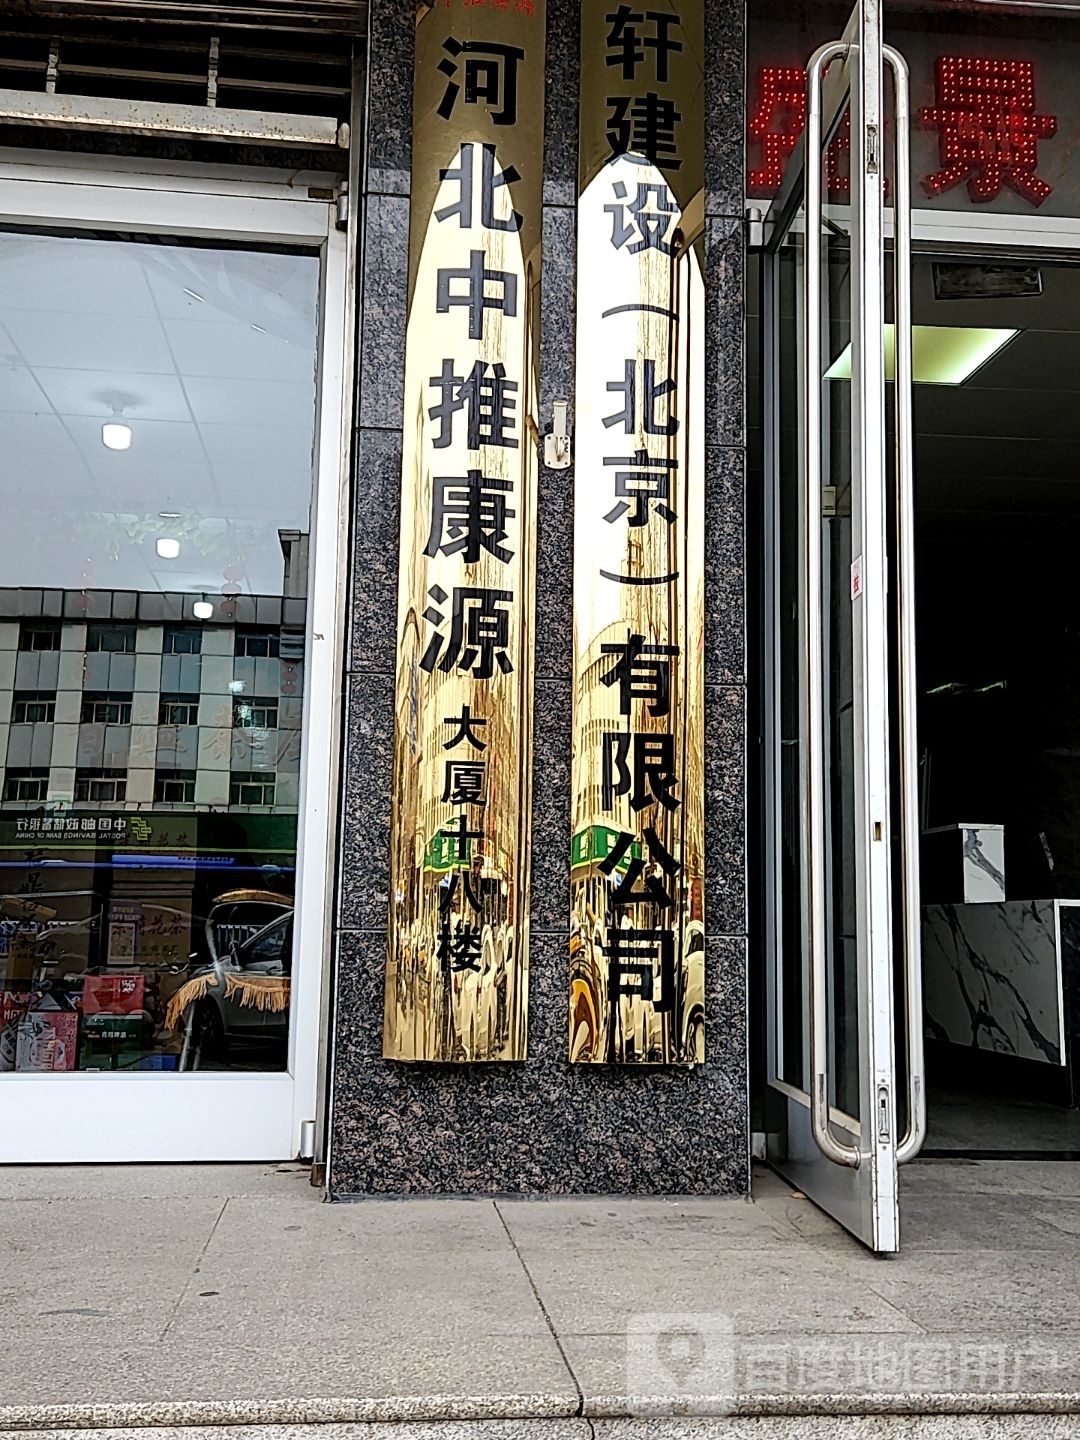 河北中推康源
大厦十八楼
轩建设（北京）有限公司
景
中国邮政储蓄银行
POSTAL SAVINGS BANK OF CHINA
百度地图用户